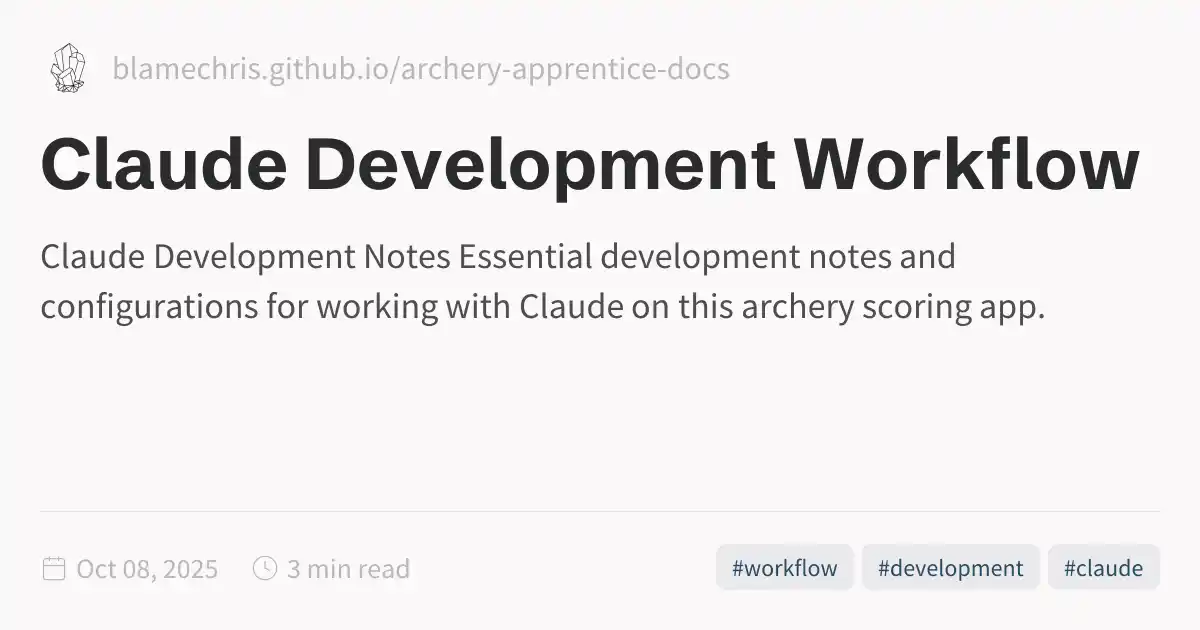 blamechris.github.io/archery-apprentice-docs
Claude Development Workflow
Claude Development Notes Essential development notes and
configurations for working with Claude on this archery scoring app.
Oct 08, 2025 3 min read #workflow #development #claude